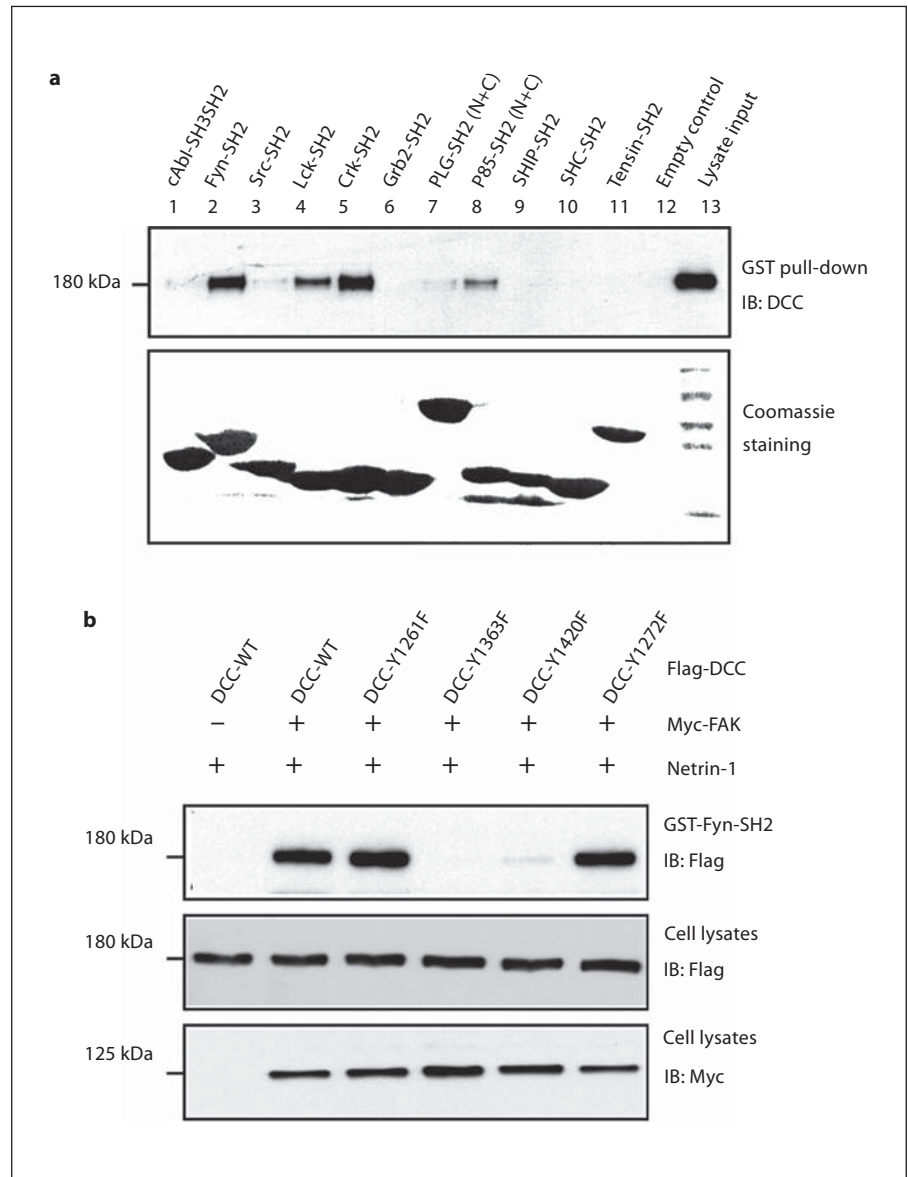 a
cAbl-SH3SH2 Fyn-SH2 Src-SH2 Lck-SH2 Crk-SH2 Grb2-SH2 PLG-SH2 (N+C) P85-SH2 (N+C) SHIP-SH2 SHC-SH2 Tensin-SH2 Empty control Lysate input
1 2 3 4 5 6 7 8 9 10 11 12 13
180 kDa
GST pull-down
IB: DCC
Coomassie
staining
b
DCC-WT DCC-WT DCC-Y1261F DCC-Y1363F DCC-Y1420F DCC-Y1272F Flag-DCC
− + + + + + Myc-FAK
+ + + + + + Netrin-1
180 kDa
GST-Fyn-SH2
IB: Flag
180 kDa
Cell lysates
IB: Flag
125 kDa
Cell lysates
IB: Myc